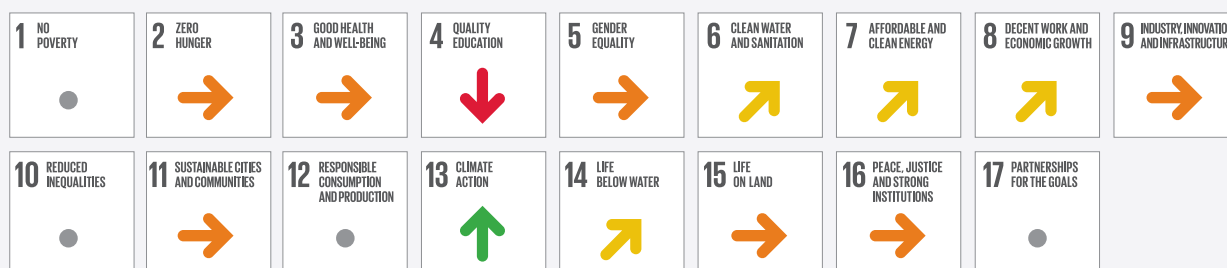 1 NO
POVERTY
2 ZERO
HUNGER
3 GOOD HEALTH
AND WELL-BEING
4 QUALITY
EDUCATION
5 GENDER
EQUALITY
6 CLEAN WATER
AND SANITATION
7 AFFORDABLE AND
CLEAN ENERGY
8 DECENT WORK AND
ECONOMIC GROWTH
9 INDUSTRY, INNOVATIO
AND INFRASTRUCTUR
10 REDUCED
INEQUALITIES
11 SUSTAINABLE CITIES
AND COMMUNITIES
12 RESPONSIBLE
CONSUMPTION
AND PRODUCTION
13 CLIMATE
ACTION
14 LIFE
BELOW WATER
15 LIFE
ON LAND
16 PEACE, JUSTICE
AND STRONG
INSTITUTIONS
17 PARTNERSHIPS
FOR THE GOALS